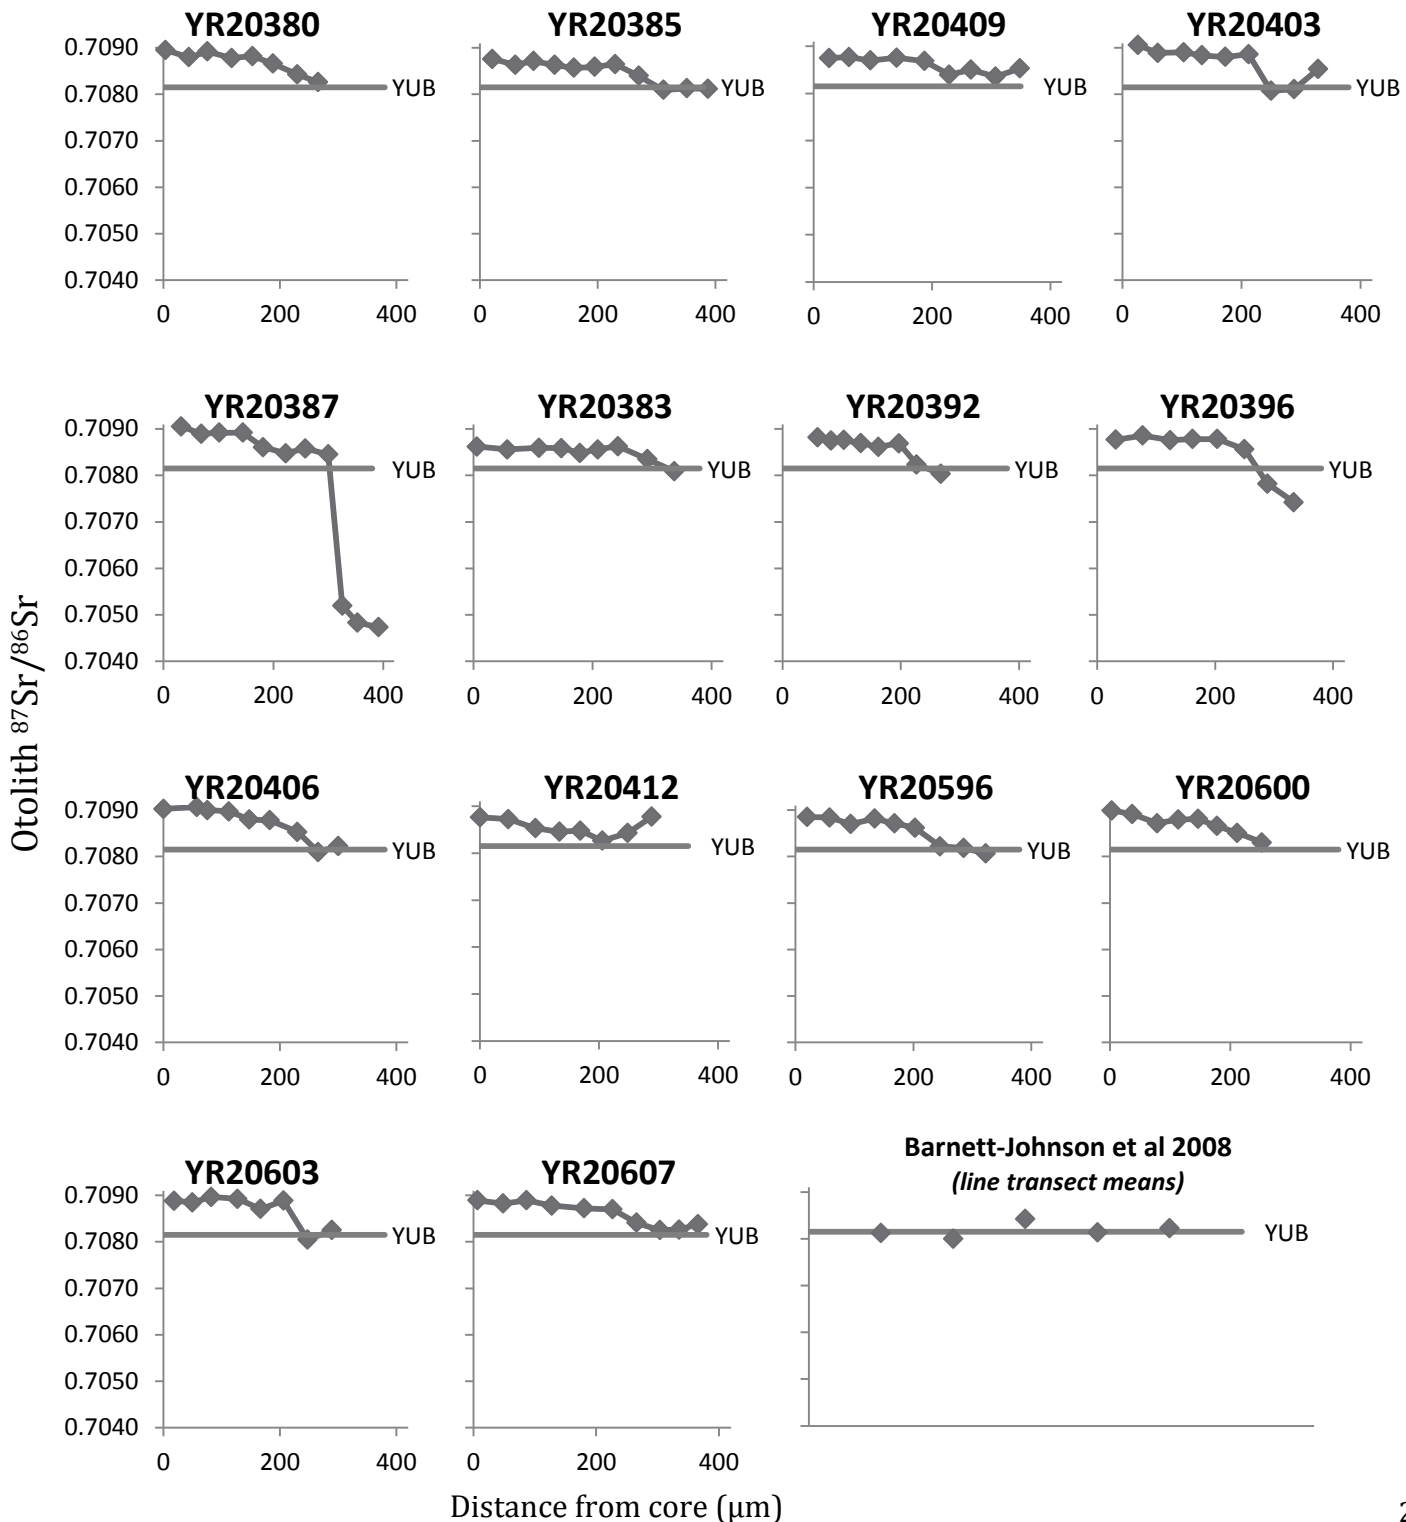 YR20380 YR20385 YR20409 YR20403
0.7090
0.7080
0.7070
0.7060
0.7050
0.7040
YUB YUB YUB YUB
0 200 400 0 200 400 0 200 400 0 200 400
YR20387 YR20383 YR20392 YR20396
0.7090
0.7080
0.7070
0.7060
0.7050
0.7040
YUB YUB YUB YUB
0 200 400 0 200 400 0 200 400 0 200 400
Otolith ⁸⁷Sr/⁸⁶Sr
YR20406 YR20412 YR20596 YR20600
0.7090
0.7080
0.7070
0.7060
0.7050
0.7040
YUB YUB YUB YUB
0 200 400 0 200 400 0 200 400 0 200 400
YR20603 YR20607
Barnett-Johnson et al 2008
(line transect means)
0.7090
0.7080
0.7070
0.7060
0.7050
0.7040
YUB YUB YUB
0 200 400 0 200 400
Distance from core (µm)